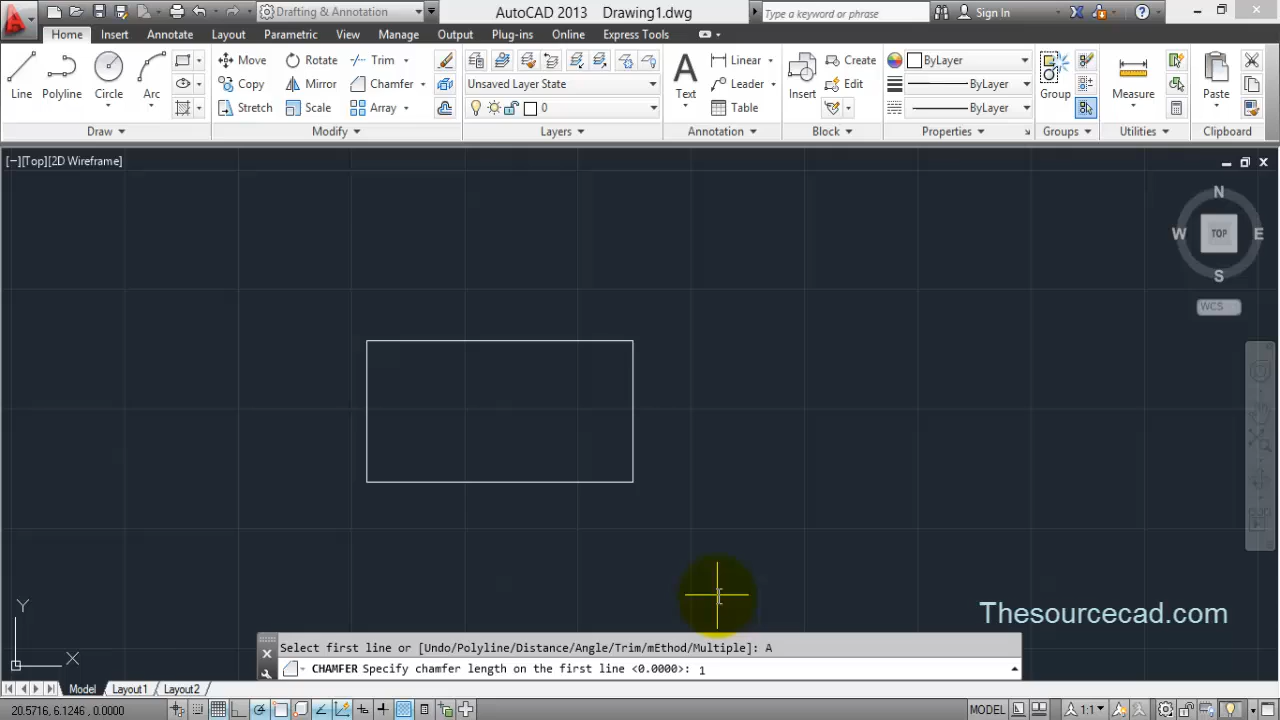 Drafting & Annotation
AutoCAD 2013 Drawing1.dwg
Type a keyword or phrase
Sign In
Home Insert Annotate Layout Parametric View Manage Output Plug-ins Online Express Tools
Line
Polyline
Circle
Arc
Draw
Move
Rotate
Trim
Copy
Mirror
Chamfer
Stretch
Scale
Array
Modify
Unsaved Layer State
0
Layers
Text
Linear
Leader
Table
Annotation
Insert
Create
Edit
Block
ByLayer
ByLayer
ByLayer
Properties
Group
Groups
Measure
Utilities
Paste
Clipboard
[−][Top][2D Wireframe]
N
W
TOP
E
S
WCS
Y
X
Thesourcecad.com
Select first line or [Undo/Polyline/Distance/Angle/Trim/mEthod/Multiple]: A
CHAMFER Specify chamfer length on the first line <0.0000>: 1
Model Layout1 Layout2
20.5716, 6.1246 , 0.0000
MODEL
1:1